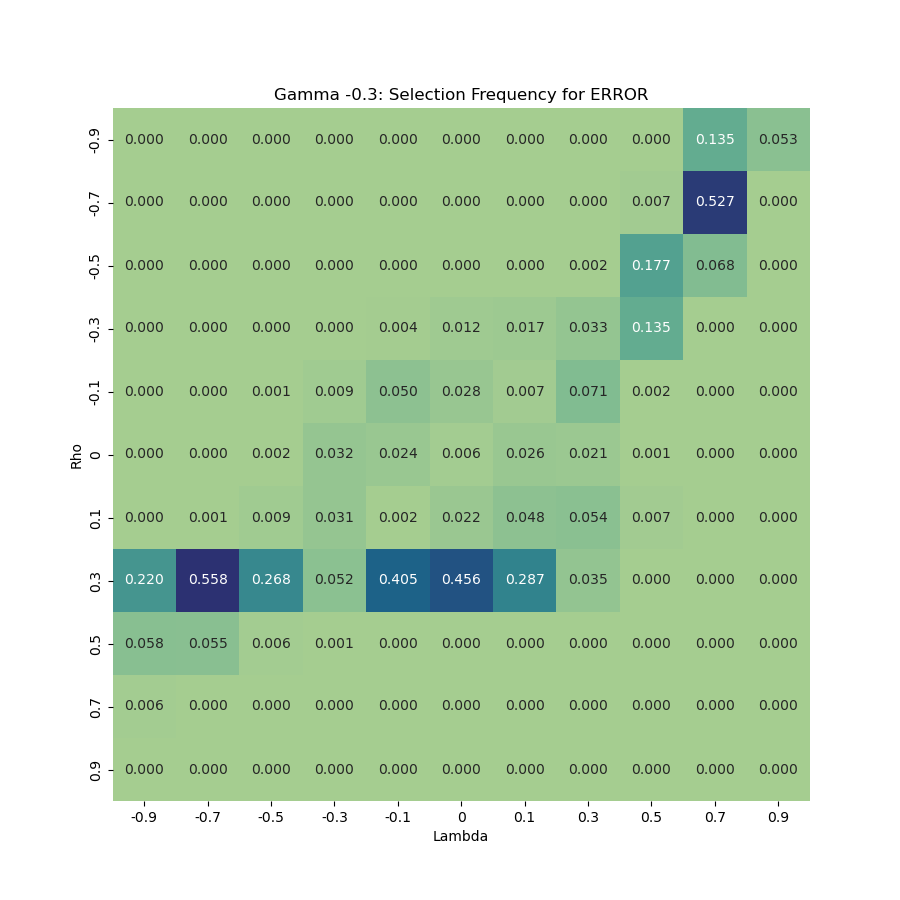 Gamma -0.3: Selection Frequency for ERROR
-0.9 0.000 0.000 0.000 0.000 0.000 0.000 0.000 0.000 0.000 0.135 0.053
-0.7 0.000 0.000 0.000 0.000 0.000 0.000 0.000 0.000 0.007 0.527 0.000
-0.5 0.000 0.000 0.000 0.000 0.000 0.000 0.000 0.002 0.177 0.068 0.000
-0.3 0.000 0.000 0.000 0.000 0.004 0.012 0.017 0.033 0.135 0.000 0.000
-0.1 0.000 0.000 0.001 0.009 0.050 0.028 0.007 0.071 0.002 0.000 0.000
Rho
0 0.000 0.000 0.002 0.032 0.024 0.006 0.026 0.021 0.001 0.000 0.000
0.1 0.000 0.001 0.009 0.031 0.002 0.022 0.048 0.054 0.007 0.000 0.000
0.3 0.220 0.558 0.268 0.052 0.405 0.456 0.287 0.035 0.000 0.000 0.000
0.5 0.058 0.055 0.006 0.001 0.000 0.000 0.000 0.000 0.000 0.000 0.000
0.7 0.006 0.000 0.000 0.000 0.000 0.000 0.000 0.000 0.000 0.000 0.000
0.9 0.000 0.000 0.000 0.000 0.000 0.000 0.000 0.000 0.000 0.000 0.000
-0.9 -0.7 -0.5 -0.3 -0.1 0 0.1 0.3 0.5 0.7 0.9
Lambda